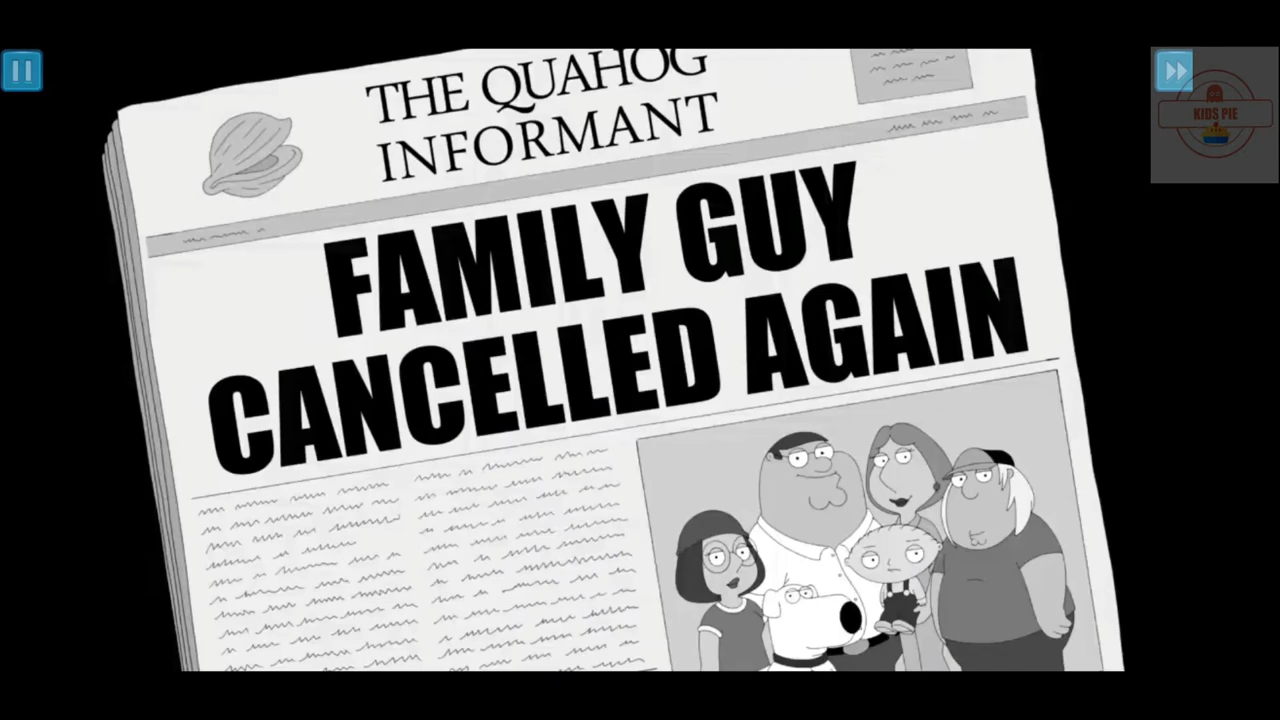 THE QUAHOG
INFORMANT
FAMILY GUY
CANCELLED AGAIN
KIDS PIE